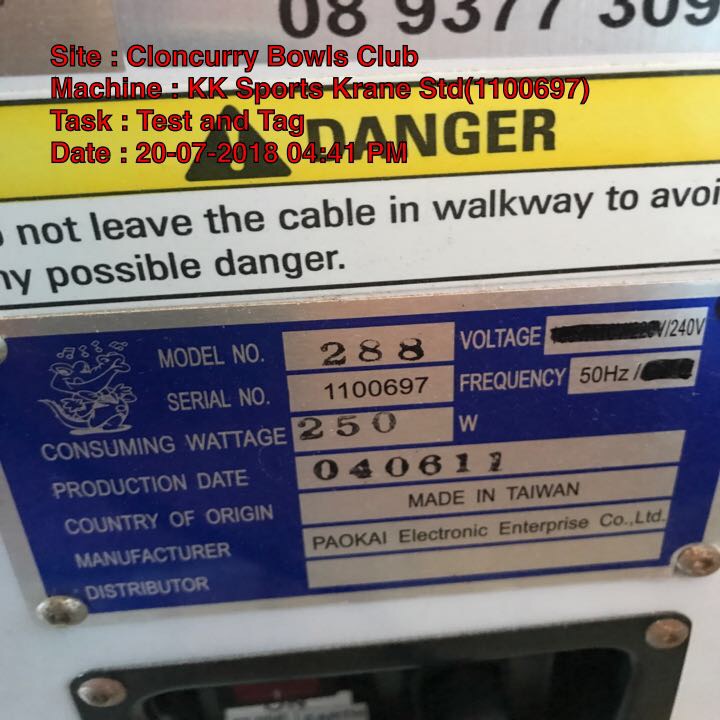 08 9377 309
Site : Cloncurry Bowls Club
Machine : KK Sports Krane Std(1100697)
Task : Test and Tag
Date : 20-07-2018 04:41 PM
DANGER
not leave the cable in walkway to avoi
ny possible danger.
MODEL NO. 288 VOLTAGE V/240V
SERIAL NO. 1100697 FREQUENCY 50Hz /
CONSUMING WATTAGE 250 W
PRODUCTION DATE 040611
COUNTRY OF ORIGIN MADE IN TAIWAN
MANUFACTURER PAOKAI Electronic Enterprise Co.,Ltd.
DISTRIBUTOR